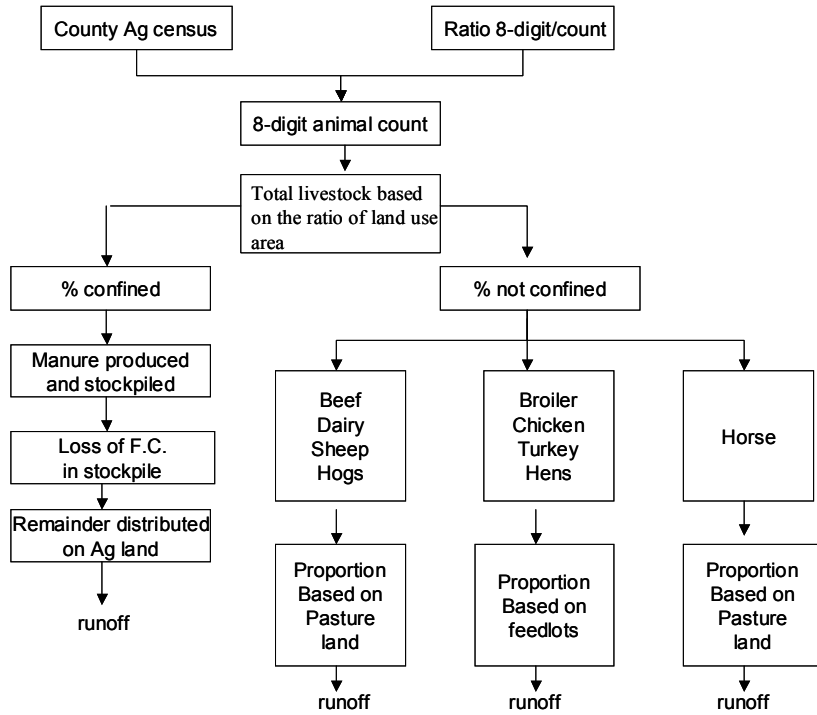 County Ag census
Ratio 8-digit/count
8-digit animal count
Total livestock based
on the ratio of land use
area
% confined
% not confined
Manure produced
and stockpiled
Loss of F.C.
in stockpile
Remainder distributed
on Ag land
runoff
Beef
Dairy
Sheep
Hogs
Broiler
Chicken
Turkey
Hens
Horse
Proportion
Based on
Pasture
land
Proportion
Based on
feedlots
Proportion
Based on
Pasture
land
runoff
runoff
runoff